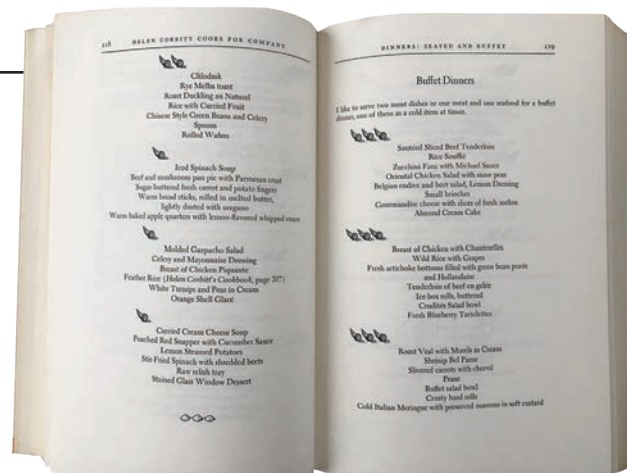 118 HELEN CORBITT COOKS FOR COMPANY
Chlodnik
Rye Melba toast
Roast Duckling au Naturel
Rice with Curried Fruit
Chinese Style Green Beans and Celery
Spoom
Rolled Wafers
Iced Spinach Soup
Beef and mushroom pan pie with Parmesan crust
Sugar buttered fresh carrot and potato fingers
Warm bread sticks, rolled in melted butter,
lightly dusted with oregano
Warm baked apple quarters with lemon-flavored whipped cream
Molded Gazpacho Salad
Celery and Mayonnaise Dressing
Breast of Chicken Piquante
Feather Rice (Helen Corbitt's Cookbook, page 207)
White Turnips and Peas in Cream
Orange Shell Glacé
Curried Cream Cheese Soup
Poached Red Snapper with Cucumber Sauce
Lemon Steamed Potatoes
Stir-Fried Spinach with shredded beets
Raw relish tray
Stained Glass Window Dessert
DINNERS: SEATED AND BUFFET 119
Buffet Dinners
I like to serve two meat dishes or one meat and one seafood for a buffet
dinner, one of them as a cold item at times.
Sautéed Sliced Beef Tenderloin
Rice Soufflé
Zucchini Fans with Michael Sauce
Oriental Chicken Salad with snow peas
Belgian endive and beet salad, Lemon Dressing
Small brioches
Gourmandise cheese with slices of fresh melon
Almond Cream Cake
Breast of Chicken with Chanterelles
Wild Rice with Grapes
Fresh artichoke bottoms filled with green bean purée
and Hollandaise
Tenderloin of beef en gelée
Ice box rolls, buttered
Crudités Salad bowl
Fresh Blueberry Tartelettes
Roast Veal with Morels in Cream
Shrimp Bel Paese
Slivered carrots with chervil
Buffet salad bowl
Crusty hard rolls
Cold Italian Meringue with preserved marrons in soft custard